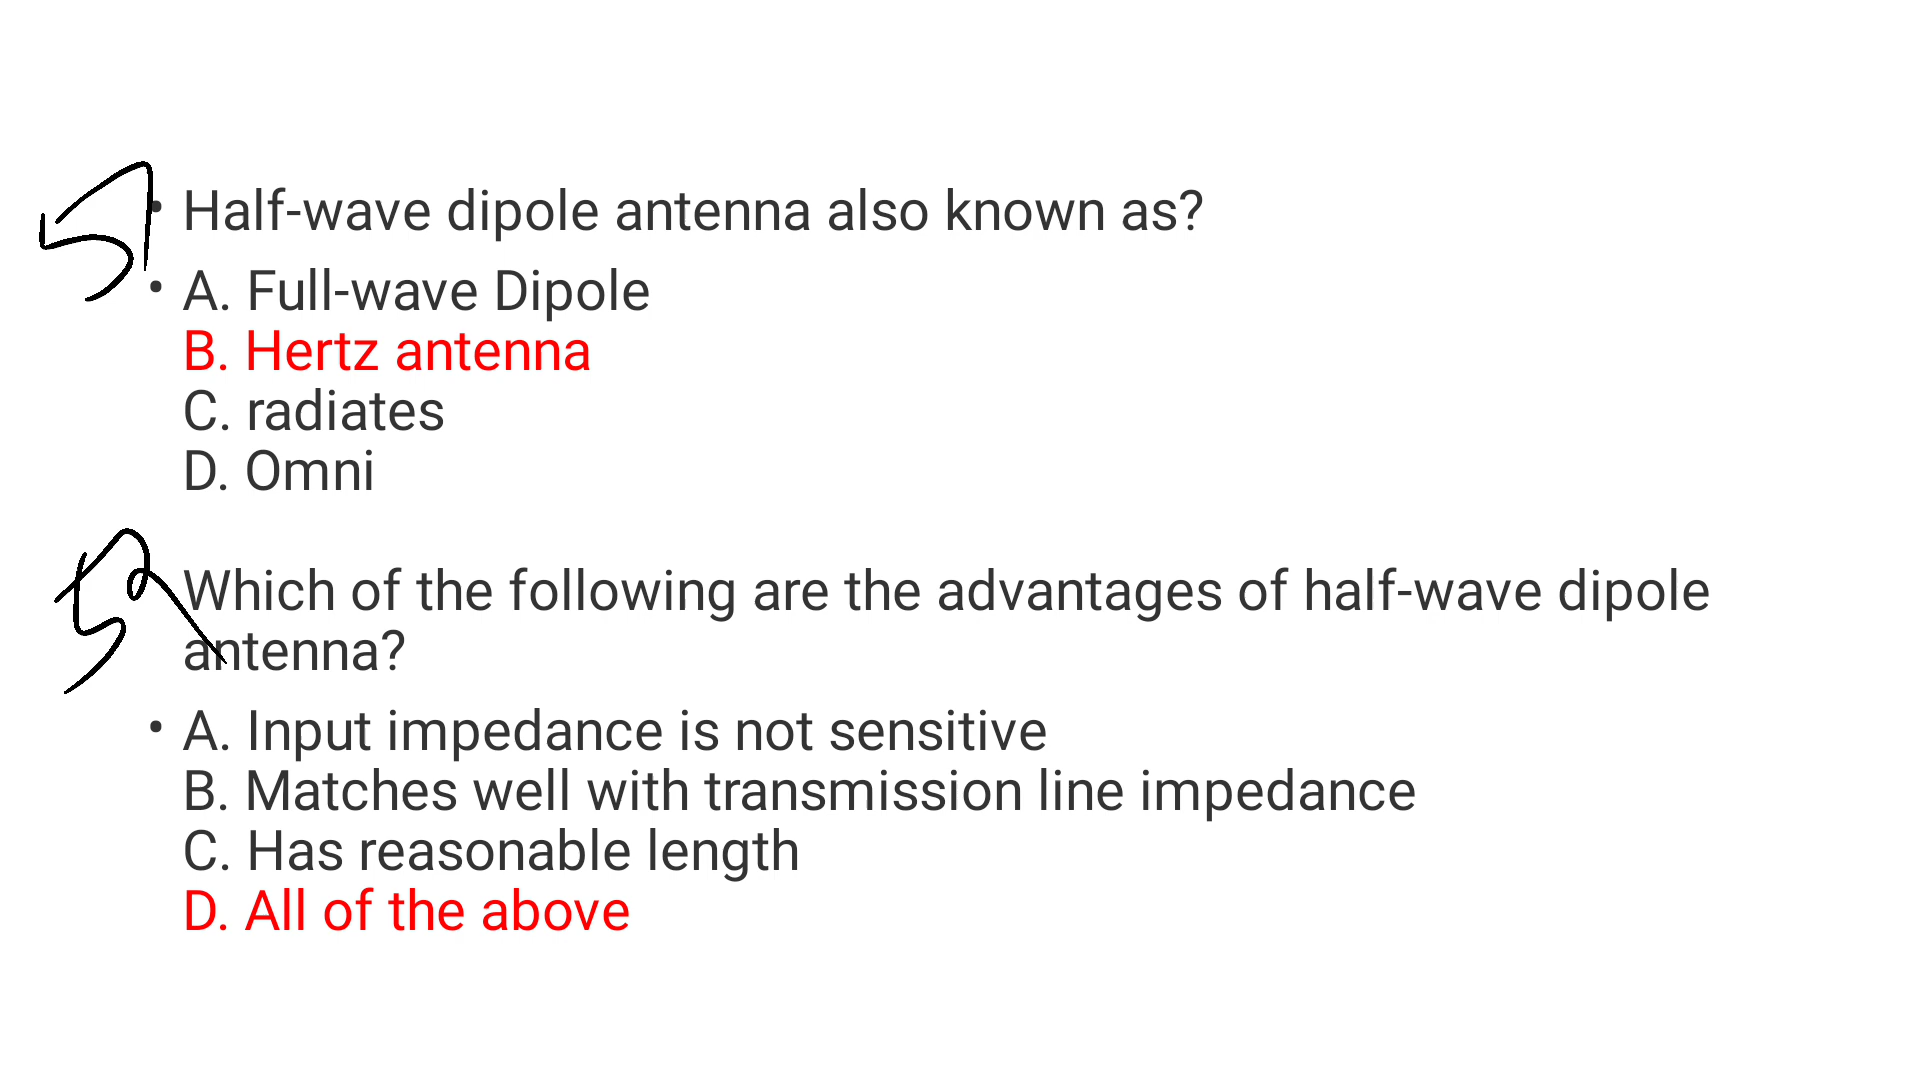 51
• Half-wave dipole antenna also known as?
• A. Full-wave Dipole
B. Hertz antenna
C. radiates
D. Omni
52
Which of the following are the advantages of half-wave dipole
antenna?
• A. Input impedance is not sensitive
B. Matches well with transmission line impedance
C. Has reasonable length
D. All of the above